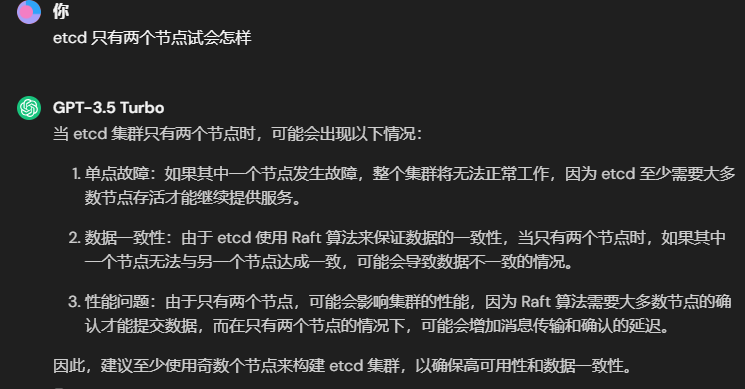 你
etcd 只有两个节点试会怎样
GPT-3.5 Turbo
当 etcd 集群只有两个节点时，可能会出现以下情况：
1. 单点故障：如果其中一个节点发生故障，整个集群将无法正常工作，因为 etcd 至少需要大多
数节点存活才能继续提供服务。
2. 数据一致性：由于 etcd 使用 Raft 算法来保证数据的一致性，当只有两个节点时，如果其中
一个节点无法与另一个节点达成一致，可能会导致数据不一致的情况。
3. 性能问题：由于只有两个节点，可能会影响集群的性能，因为 Raft 算法需要大多数节点的确
认才能提交数据，而在只有两个节点的情况下，可能会增加消息传输和确认的延迟。
因此，建议至少使用奇数个节点来构建 etcd 集群，以确保高可用性和数据一致性。